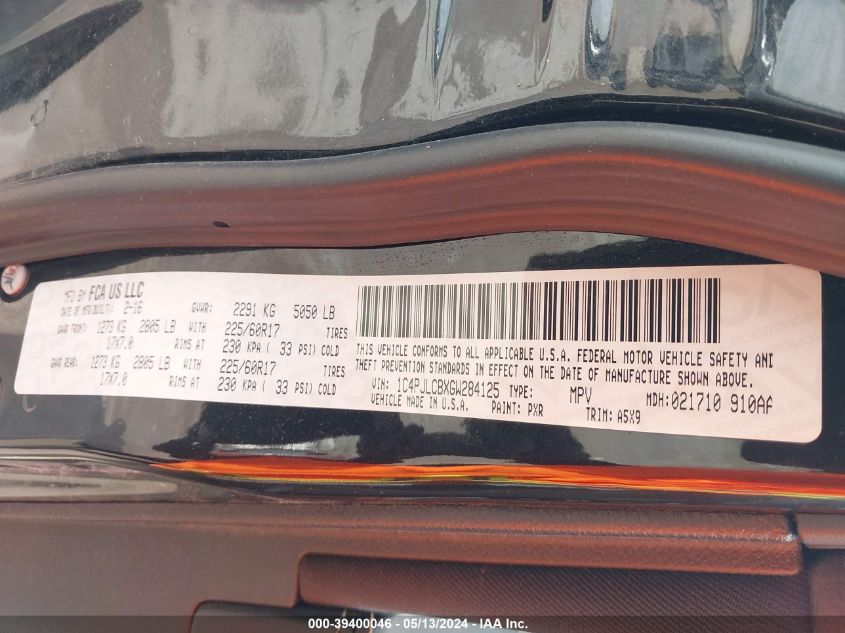 MFD BY FCA US LLC
DATE OF MFR/BUILT: 2-16 GVWR: 2291 KG 5050 LB
GAWR FRONT: 1273 KG 2805 LB WITH 225/60R17 TIRES
17X7.0 RIMS AT 230 KPA ( 33 PSI) COLD
GAWR REAR: 1273 KG 2805 LB WITH 225/60R17 TIRES
17X7.0 RIMS AT 230 KPA ( 33 PSI) COLD
THIS VEHICLE CONFORMS TO ALL APPLICABLE U.S.A. FEDERAL MOTOR VEHICLE SAFETY AND
THEFT PREVENTION STANDARDS IN EFFECT ON THE DATE OF MANUFACTURE SHOWN ABOVE.
VIN: 1C4PJLCBXGW284125 TYPE: MPV MDH:021710 910AA
VEHICLE MADE IN U.S.A. PAINT: PXR TRIM: A5X9
000-39400046 - 05/13/2024 - IAA Inc.